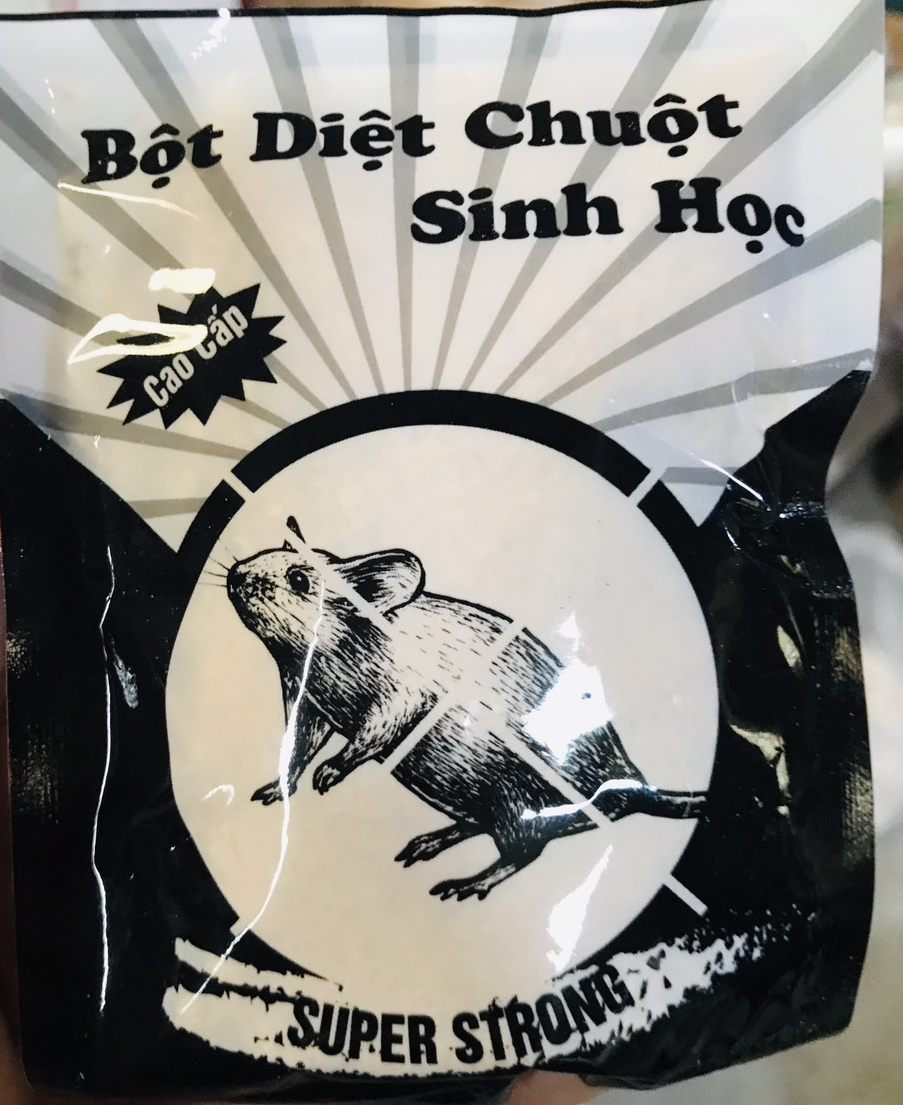 Bột Diệt Chuột
Sinh Học
Cao Cấp
SUPER STRONG